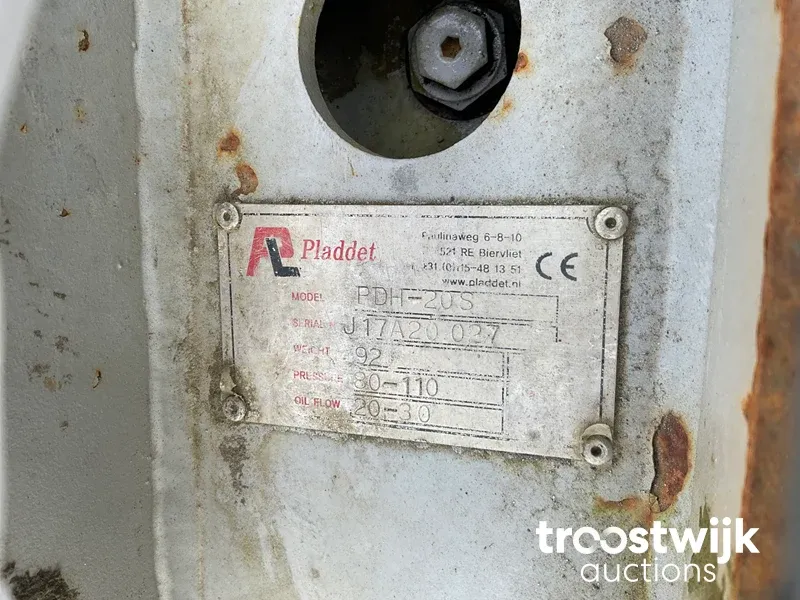 PL Pladdet
Paulinaweg 6-8-10
521 RE Biervliet
+31 (0)115-48 13 51
www.pladdet.nl
CE
MODEL PDH-20S
SERIAL J17A20 027
WEIGHT 92
PRESSURE 80-110
OIL FLOW 20-30
troostwijk
auctions